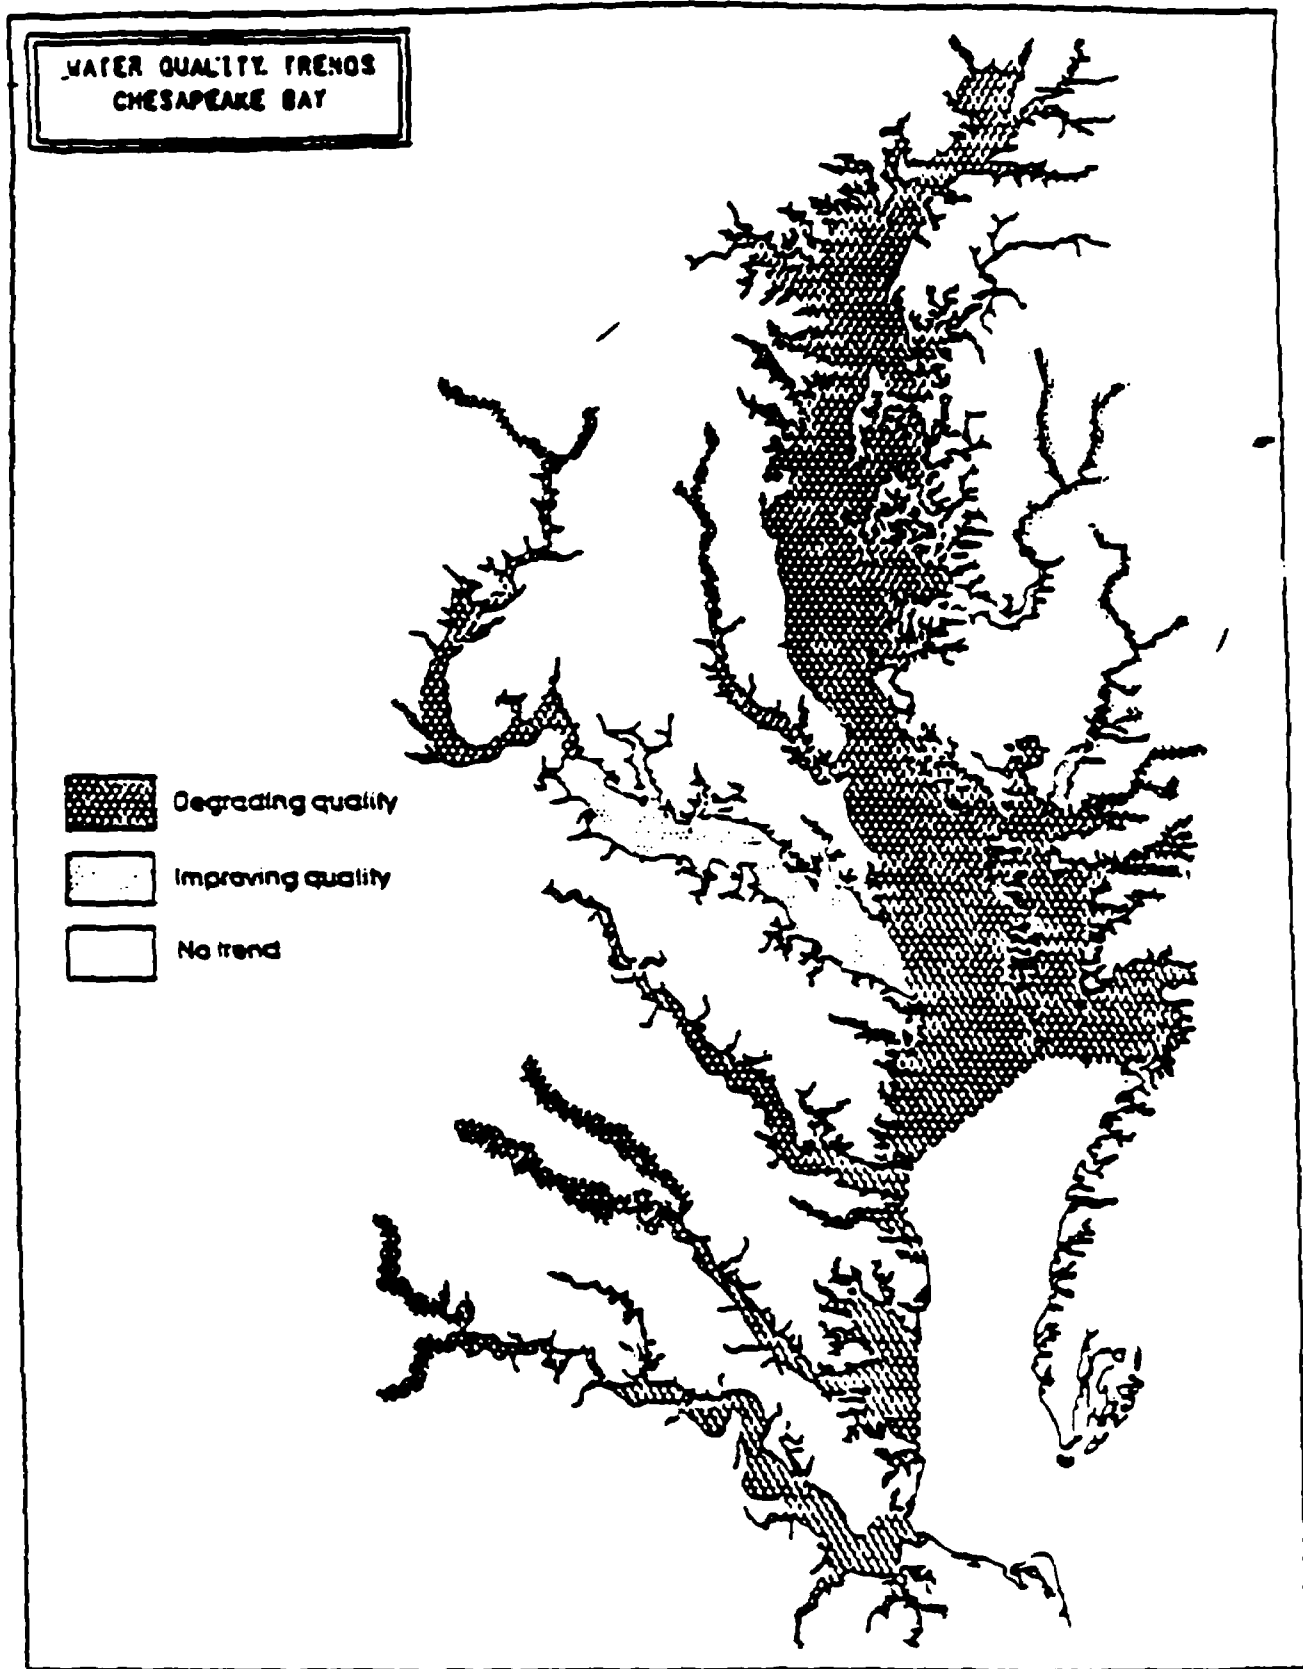 WATER QUALITY TRENDS
CHESAPEAKE BAY
Degrading quality
Improving quality
No trend